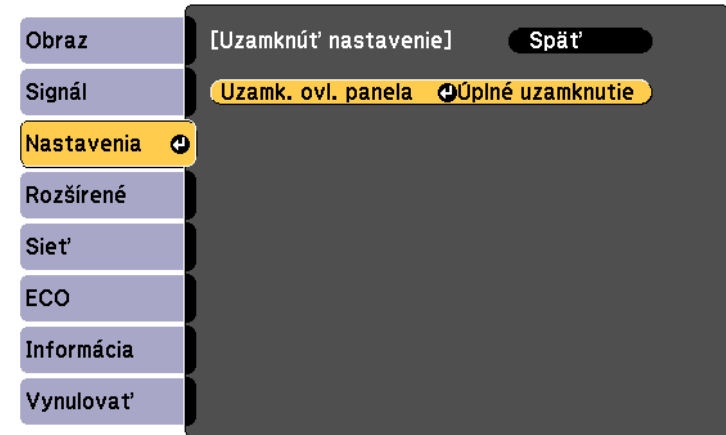 Obraz
Signál
Nastavenia
Rozšírené
Sieť
ECO
Informácia
Vynulovať
[Uzamknúť nastavenie] Späť
Uzamk. ovl. panela Úplné uzamknutie